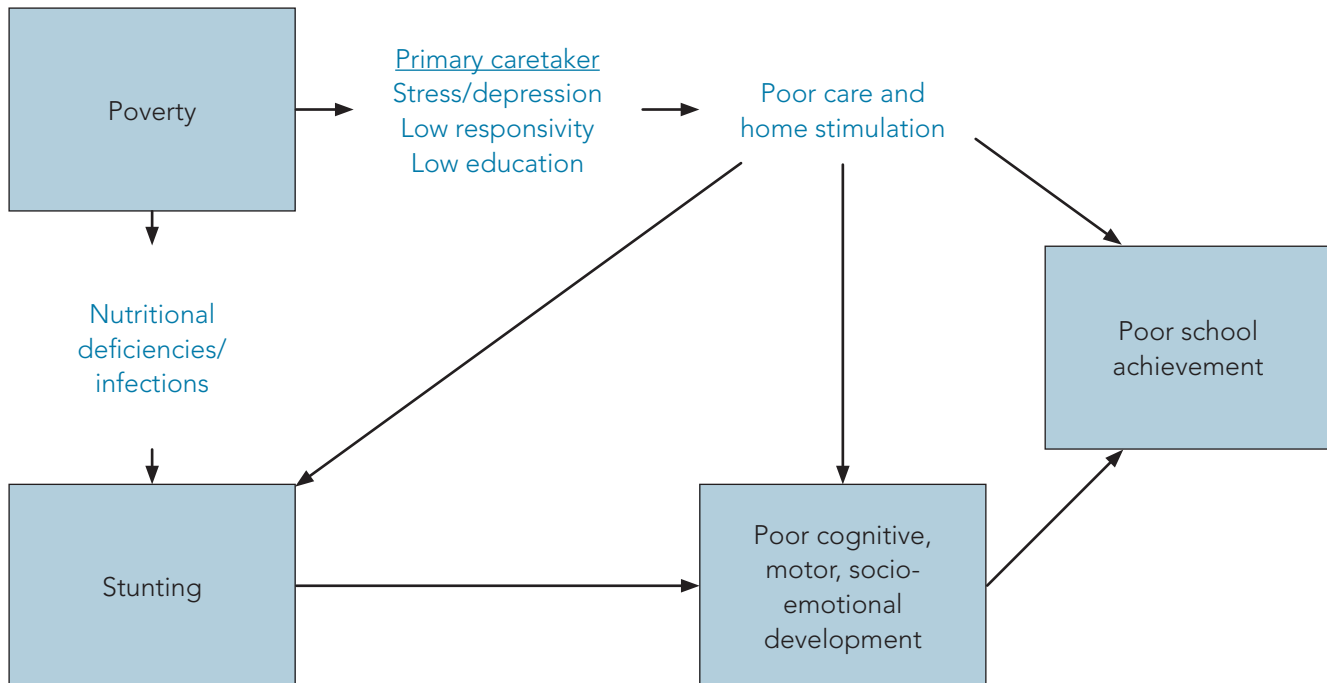 Poverty
Primary caretaker
Stress/depression
Low responsivity
Low education
Poor care and
home stimulation
Nutritional
deficiencies/
infections
Poor school
achievement
Stunting
Poor cognitive,
motor, socio-
emotional
development